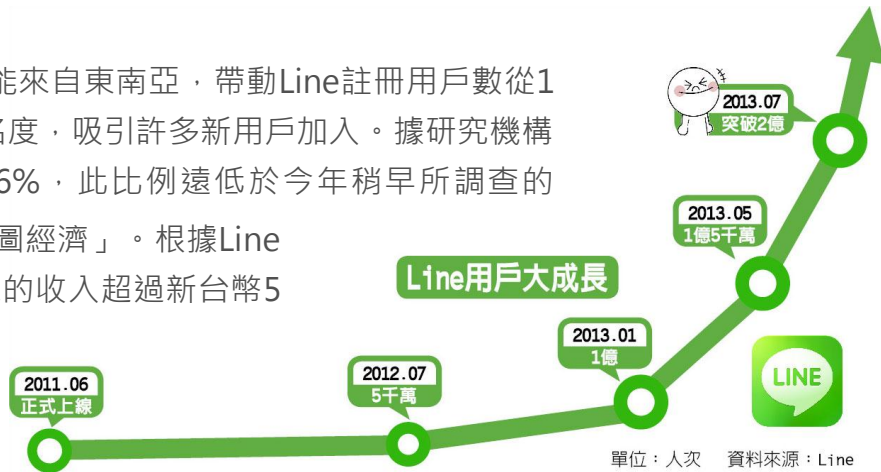 能來自東南亞，帶動Line註冊用戶數從1
名度，吸引許多新用戶加入。據研究機構
6%，此比例遠低於今年稍早所調查的
圖經濟」。根據Line
的收入超過新台幣5
Line用戶大成長
2011.06
正式上線
2012.07
5千萬
2013.01
1億
2013.05
1億5千萬
2013.07
突破2億
LINE
單位：人次 資料來源：Line